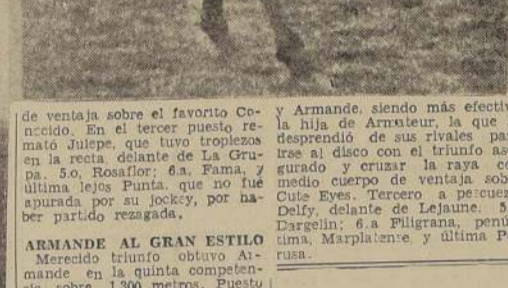 de ventaja sobre el favorito Co-
nocido. En el tercer puesto re-
mató Julepe, que tuvo tropiezos
en la recta, delante de La Gru-
pa. 5.o, Rosaflor; 6.a, Fama, y
última lejos Punta, que no fué
apurada por su jockey, por ha-
ber partido rezagada.
ARMANDE AL GRAN ESTILO
Merecido triunfo obtuvo Ar-
mande en la quinta competen-
sobre 1.300 metros. Puesto
y Armande, siendo más efectiv
la hija de Armateur, la que
desprendió de sus rivales pa
irse al disco con el triunfo ase
gurado y cruzar la raya co
medio cuerpo de ventaja sob
Cute Eyes. Tercero a pescuez
Delfy, delante de Lejaune. 5
Dargelin; 6.a Filigrana, penú
tima, Marplatense, y última P
rusa.